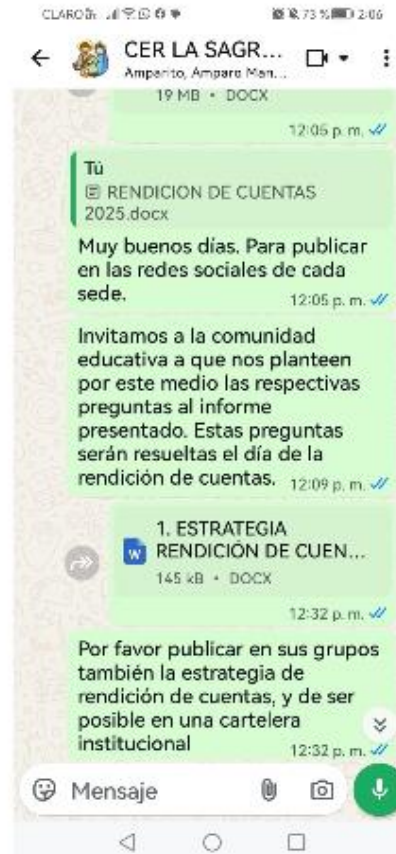 CLARO
73 % 2:06
CER LA SAGR...
Amparito, Amparo Man...
19 MB • DOCX
12:05 p. m.
Tú
RENDICION DE CUENTAS
2025.docx
Muy buenos días. Para publicar
en las redes sociales de cada
sede.
12:05 p. m.
Invitamos a la comunidad
educativa a que nos planteen
por este medio las respectivas
preguntas al informe
presentado. Estas preguntas
serán resueltas el día de la
rendición de cuentas.
12:09 p. m.
1. ESTRATEGIA
RENDICIÓN DE CUEN...
145 kB • DOCX
12:32 p. m.
Por favor publicar en sus grupos
también la estrategia de
rendición de cuentas, y de ser
posible en una cartelera
institucional
12:32 p. m.
Mensaje